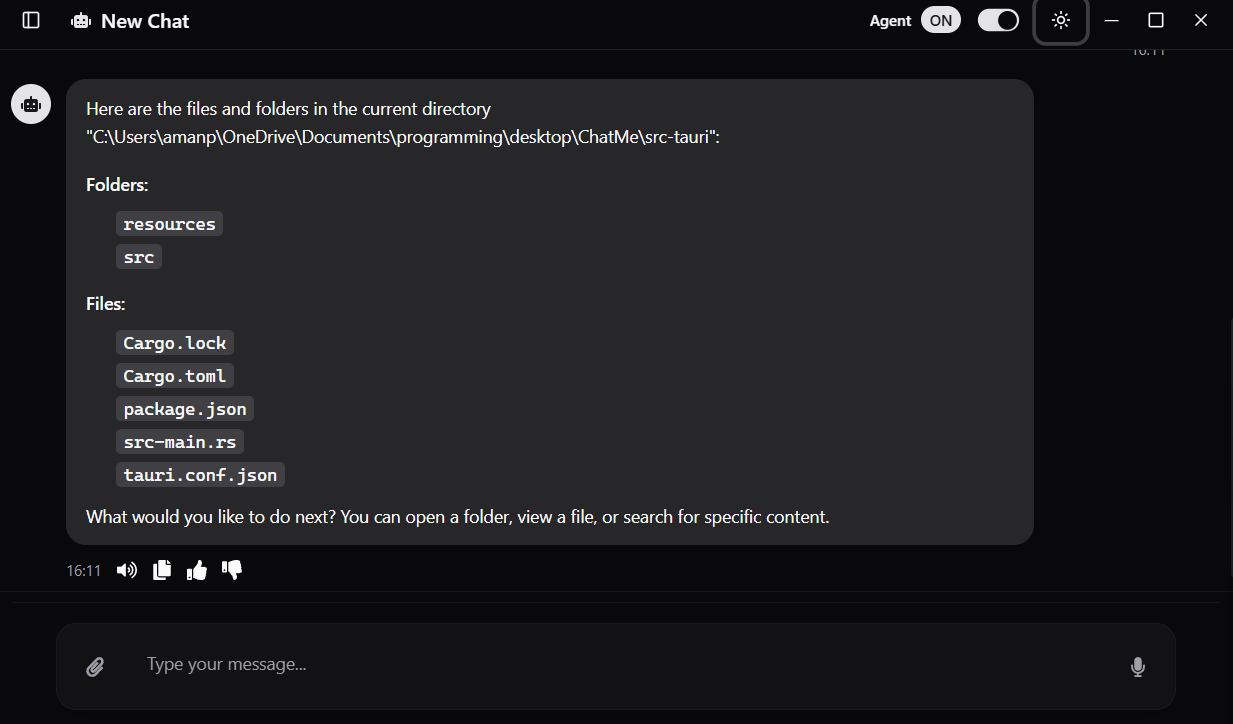 New Chat
Agent ON
16:11
Here are the files and folders in the current directory
"C:\Users\amanp\OneDrive\Documents\programming\desktop\ChatMe\src-tauri":
Folders:
resources
src
Files:
Cargo.lock
Cargo.toml
package.json
src-main.rs
tauri.conf.json
What would you like to do next? You can open a folder, view a file, or search for specific content.
16:11
Type your message...